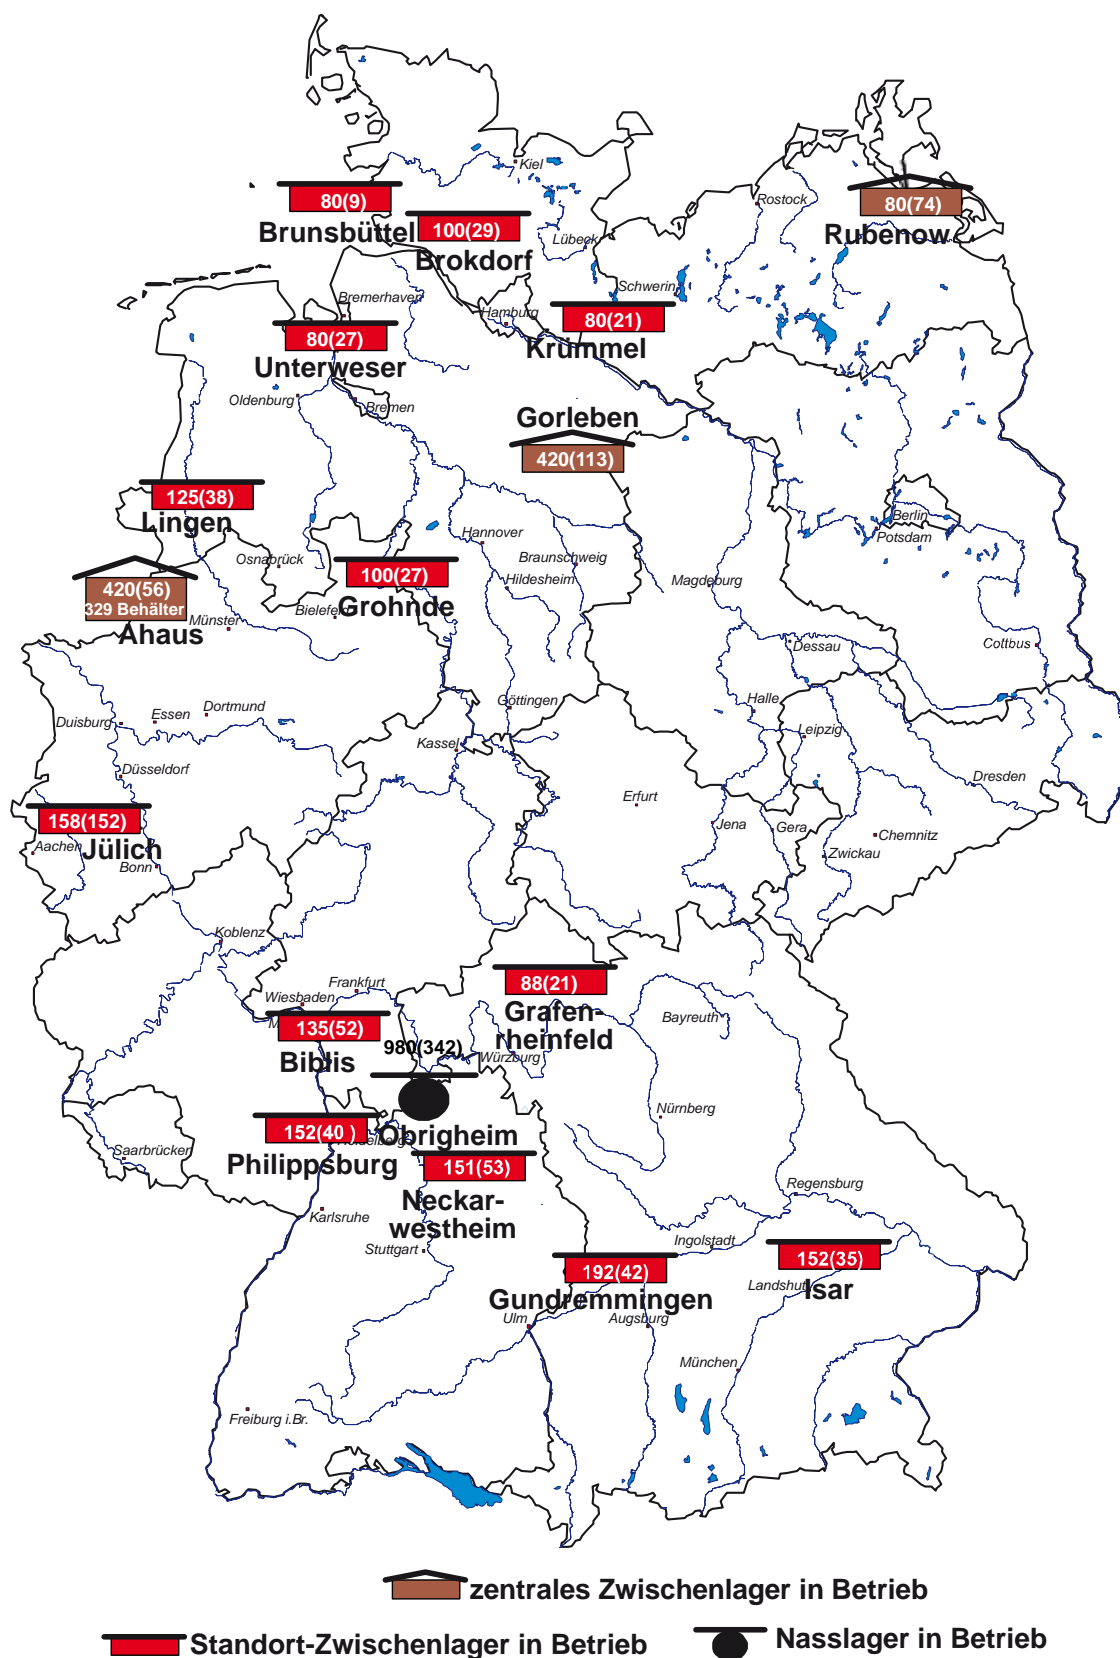 Kiel
80(9)
Brunsbüttel
100(29)
Brokdorf
Lübeck
Rostock
80(74)
Rubenow
Schwerin
Bremerhaven
Hamburg
80(21)
Krümmel
80(27)
Unterweser
Oldenburg
Bremen
Gorleben
420(113)
125(38)
Lingen
Hannover
Berlin
Potsdam
Osnabrück
Braunschweig
100(27)
Hildesheim
Magdeburg
Grohnde
420(56)
329 Behälter
Ahaus
Bielefeld
Münster
Dessau
Cottbus
Göttingen
Halle
Duisburg
Essen
Dortmund
Kassel
Leipzig
Düsseldorf
Dresden
Erfurt
158(152)
Jülich
Aachen
Bonn
Jena
Gera
Chemnitz
Zwickau
Koblenz
88(21)
Grafen-
rheinfeld
Frankfurt
Wiesbaden
135(52)
Biblis
Bayreuth
980(342)
Würzburg
Obrigheim
Nürnberg
152(40 )
Philippsburg
Heidelberg
Saarbrücken
151(53)
Neckar-
westheim
Regensburg
Karlsruhe
Stuttgart
Ingolstadt
152(35)
Isar
Landshut
192(42)
Gundremmingen
Ulm
Augsburg
München
Freiburg i.Br.
zentrales Zwischenlager in Betrieb
Standort-Zwischenlager in Betrieb
Nasslager in Betrieb